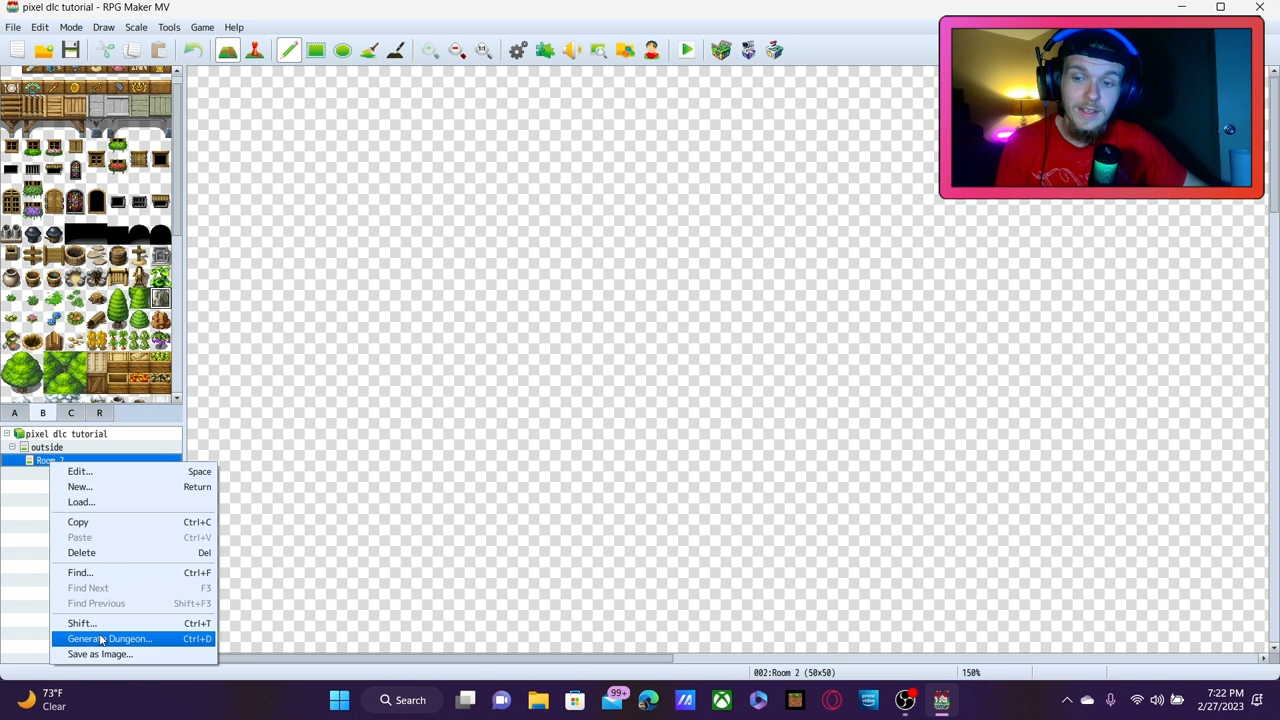 pixel dlc tutorial - RPG Maker MV
File Edit Mode Draw Scale Tools Game Help
A B C R
pixel dlc tutorial
outside
Room 2
Edit... Space
New... Return
Load...
Copy Ctrl+C
Paste Ctrl+V
Delete Del
Find... Ctrl+F
Find Next F3
Find Previous Shift+F3
Shift... Ctrl+T
Generate Dungeon... Ctrl+D
Save as Image...
002:Room 2 (50x50) 150%
73°F
Clear
Search
99+
7:22 PM
2/27/2023